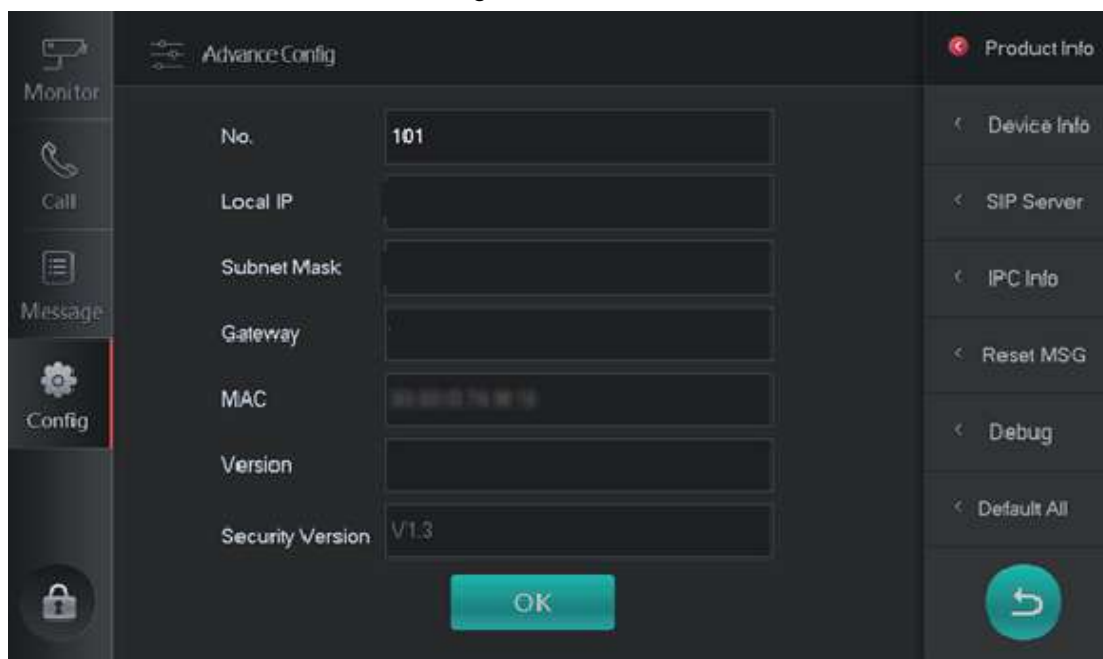 Monitor
Call
Message
Config
Advance Config
No. 101
Local IP
Subnet Mask
Gateway
MAC
Version
Security Version V1.3
OK
Product Info
Device Info
SIP Server
IPC Info
Reset MSG
Debug
Default All